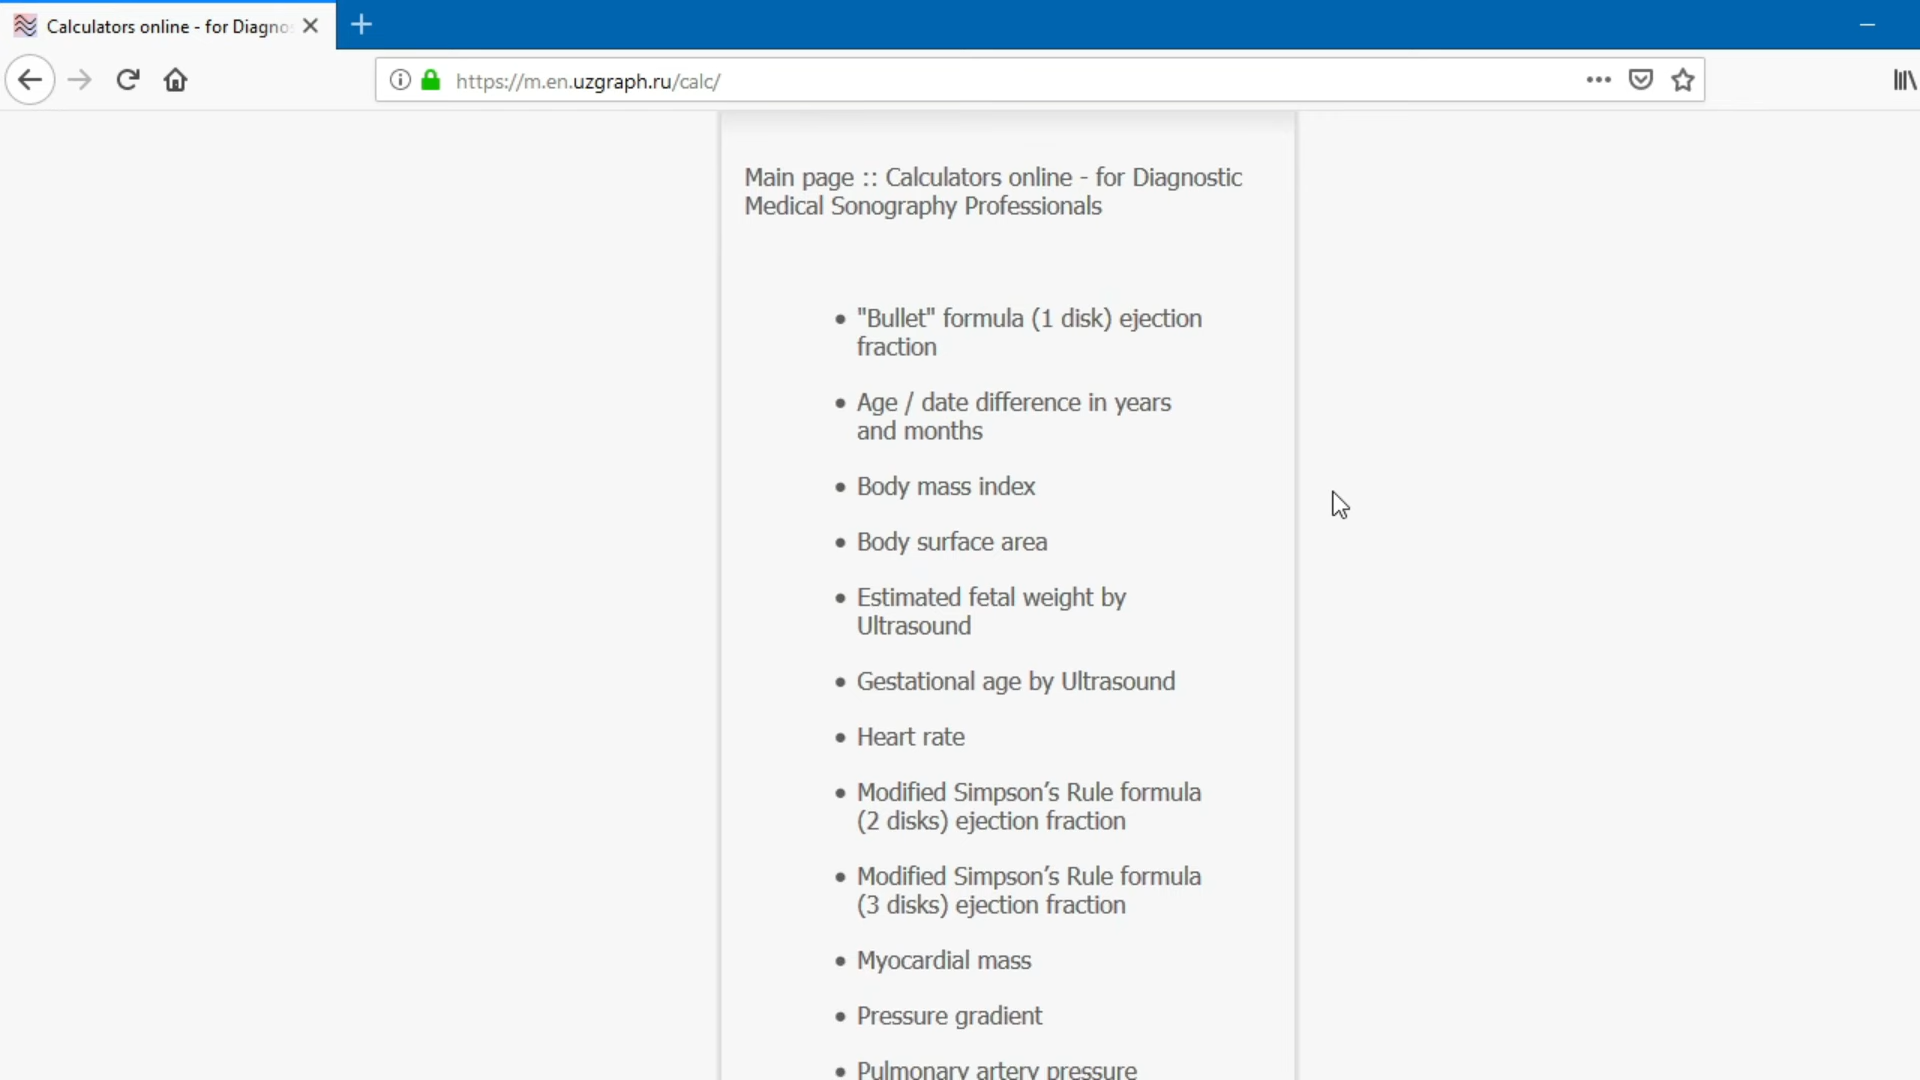 Calculators online - for Diagno
https://m.en.uzgraph.ru/calc/
Main page :: Calculators online - for Diagnostic
Medical Sonography Professionals
"Bullet" formula (1 disk) ejection
fraction
Age / date difference in years
and months
Body mass index
Body surface area
Estimated fetal weight by
Ultrasound
Gestational age by Ultrasound
Heart rate
Modified Simpson’s Rule formula
(2 disks) ejection fraction
Modified Simpson’s Rule formula
(3 disks) ejection fraction
Myocardial mass
Pressure gradient
Pulmonary artery pressure